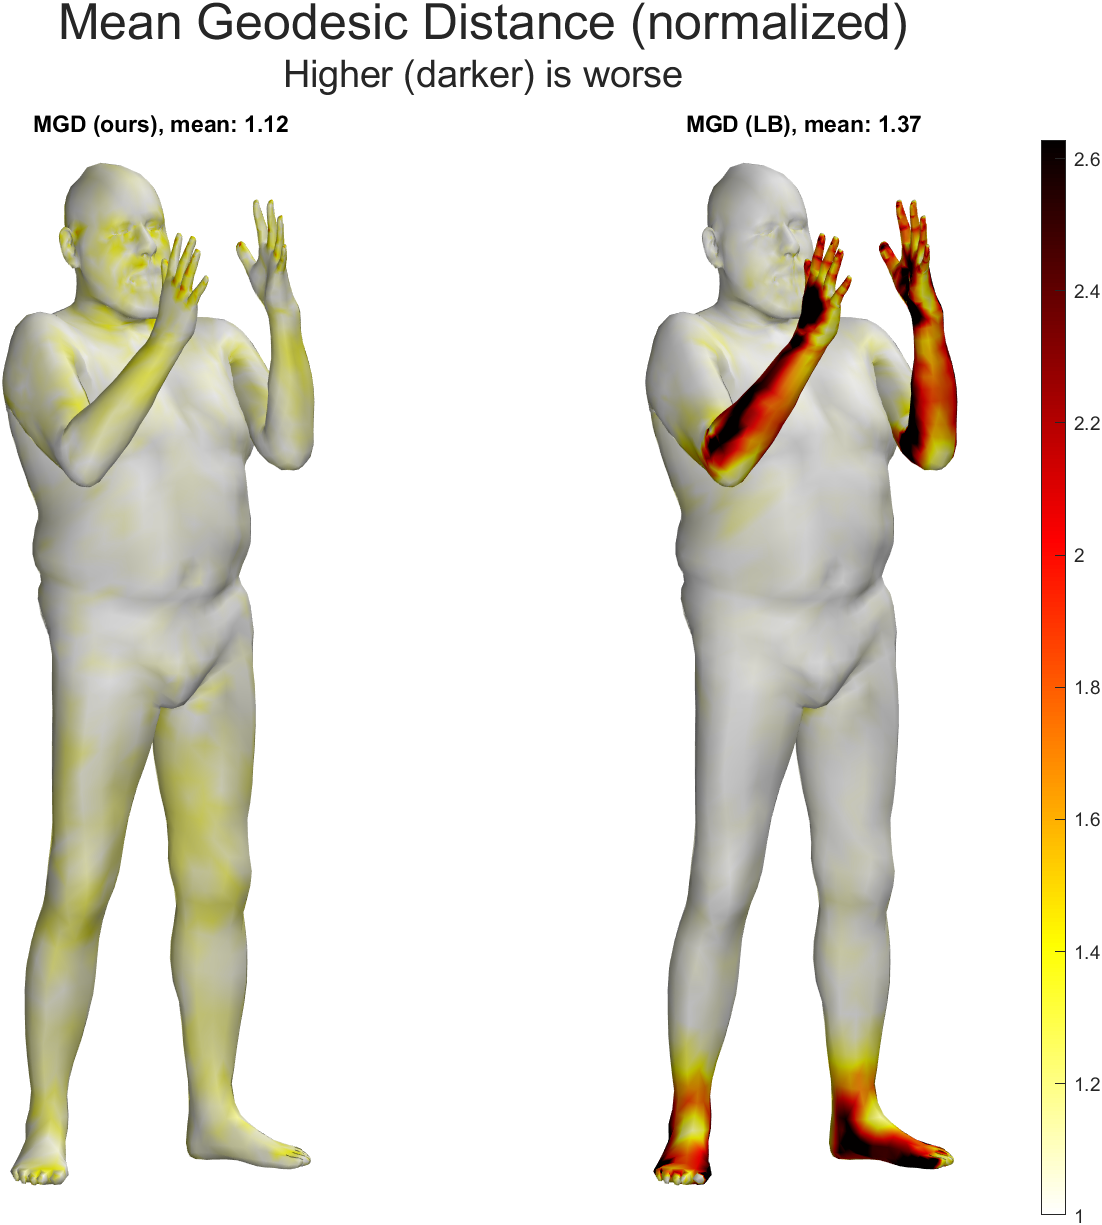 Mean Geodesic Distance (normalized)
Higher (darker) is worse
MGD (ours), mean: 1.12
MGD (LB), mean: 1.37
2.6
2.4
2.2
2
1.8
1.6
1.4
1.2
1